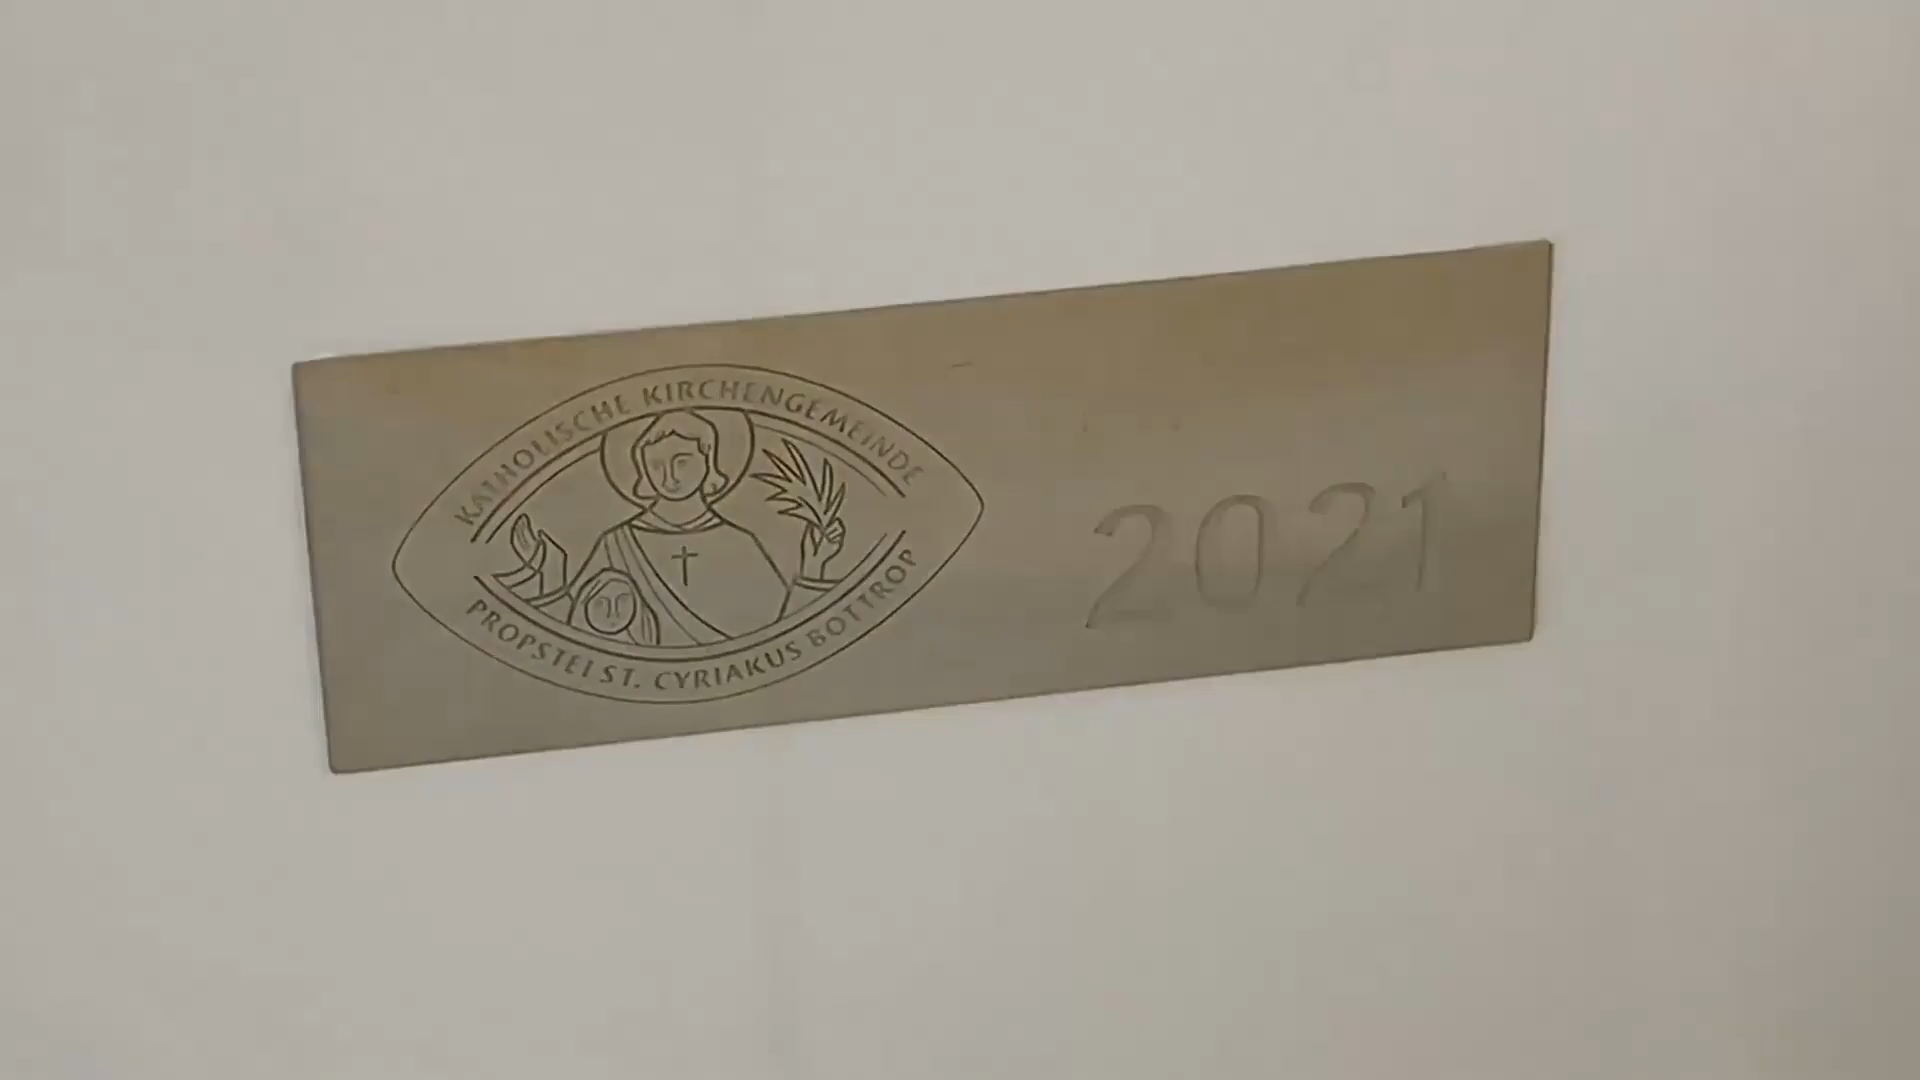 KATHOLISCHE KIRCHENGEMEINDE
PROPSTEI ST. CYRIAKUS BOTTROP
2021